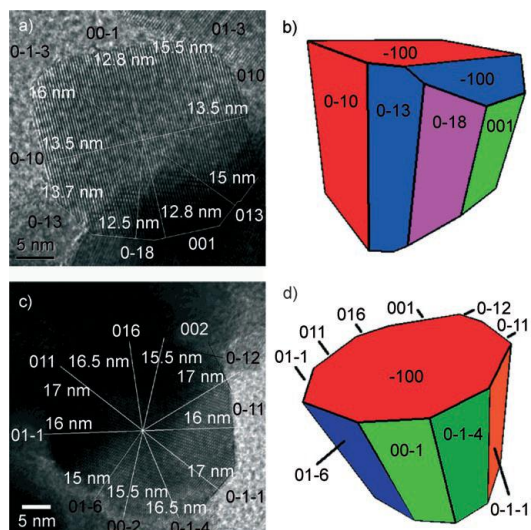 a)
00-1
01-3
0-1-3
15.5 nm
12.8 nm
010
16 nm
13.5 nm
13.5 nm
0-10
13.7 nm
15 nm
0-13
12.5 nm
12.8 nm
013
5 nm
0-18
001
b)
-100
0-10
0-13
-100
0-18
001
c)
016
002
011
16.5 nm
15.5 nm
0-12
17 nm
17 nm
0-11
16 nm
16 nm
01-1
15 nm
17 nm
01-6
15.5 nm
16.5 nm
0-1-1
5 nm
00-2
0-1-4
d)
001
0-12
016
0-11
011
01-1
-100
00-1
0-1-4
01-6
0-1-1